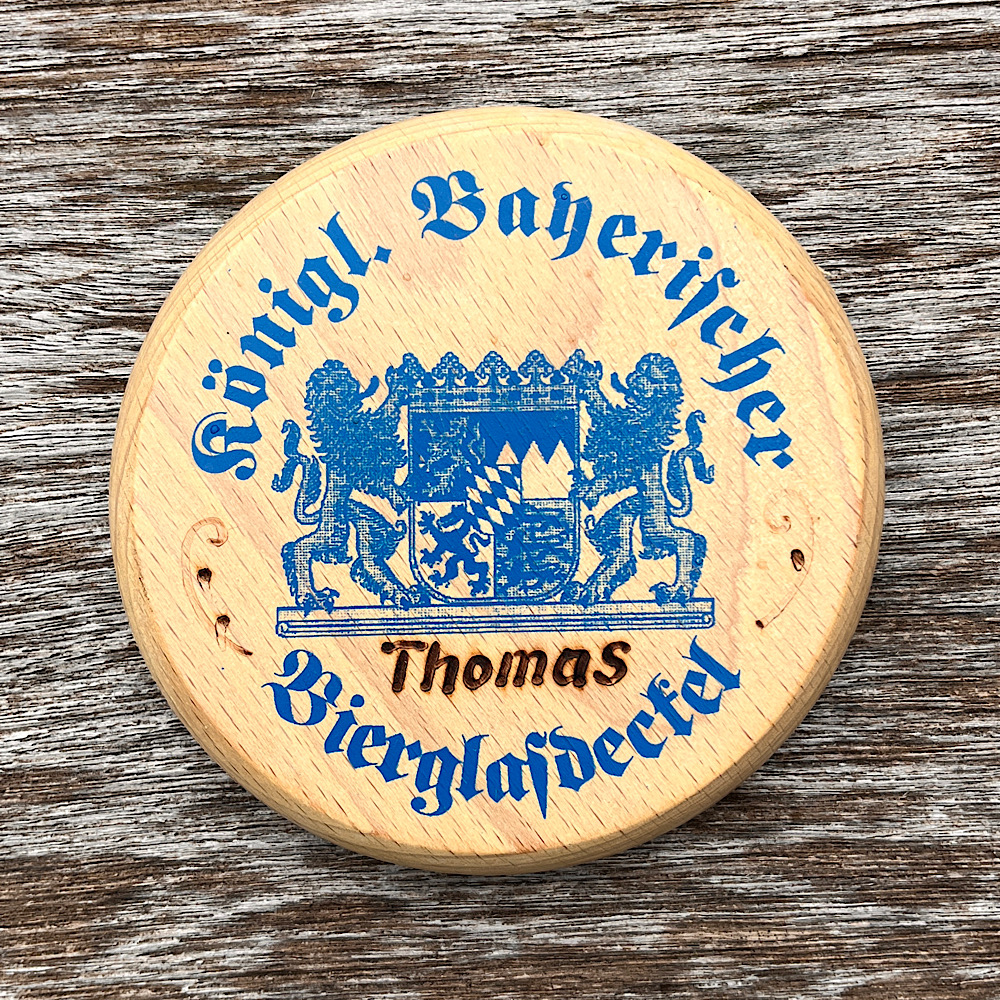 Königl. Bayeriſcher
Thomas
Bierglaſdeckel